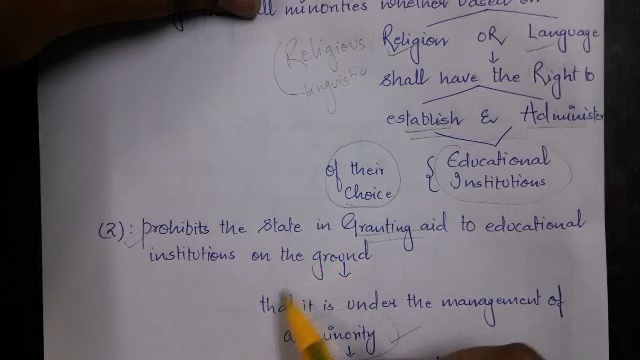 all minorities whether based on
Religion OR Language
(Religious
Linguistic
shall have the Right to
establish & Administer
of their Choice { Educational Institutions
(2): prohibits the State in Granting aid to educational
institutions on the ground
that it is under the management of
a minority